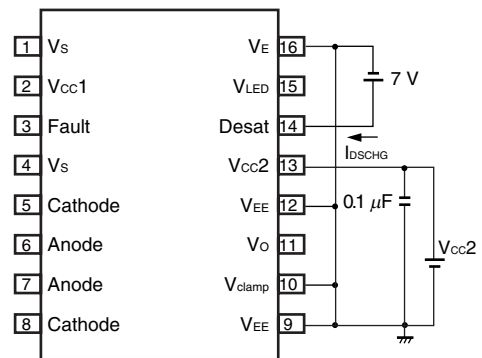 1 VS VE 16
2 VCC1 VLED 15
7 V
3 Fault Desat 14
IDSCHG
4 VS VCC2 13
5 Cathode VEE 12
0.1 μF
6 Anode VO 11
VCC2
7 Anode Vclamp 10
8 Cathode VEE 9